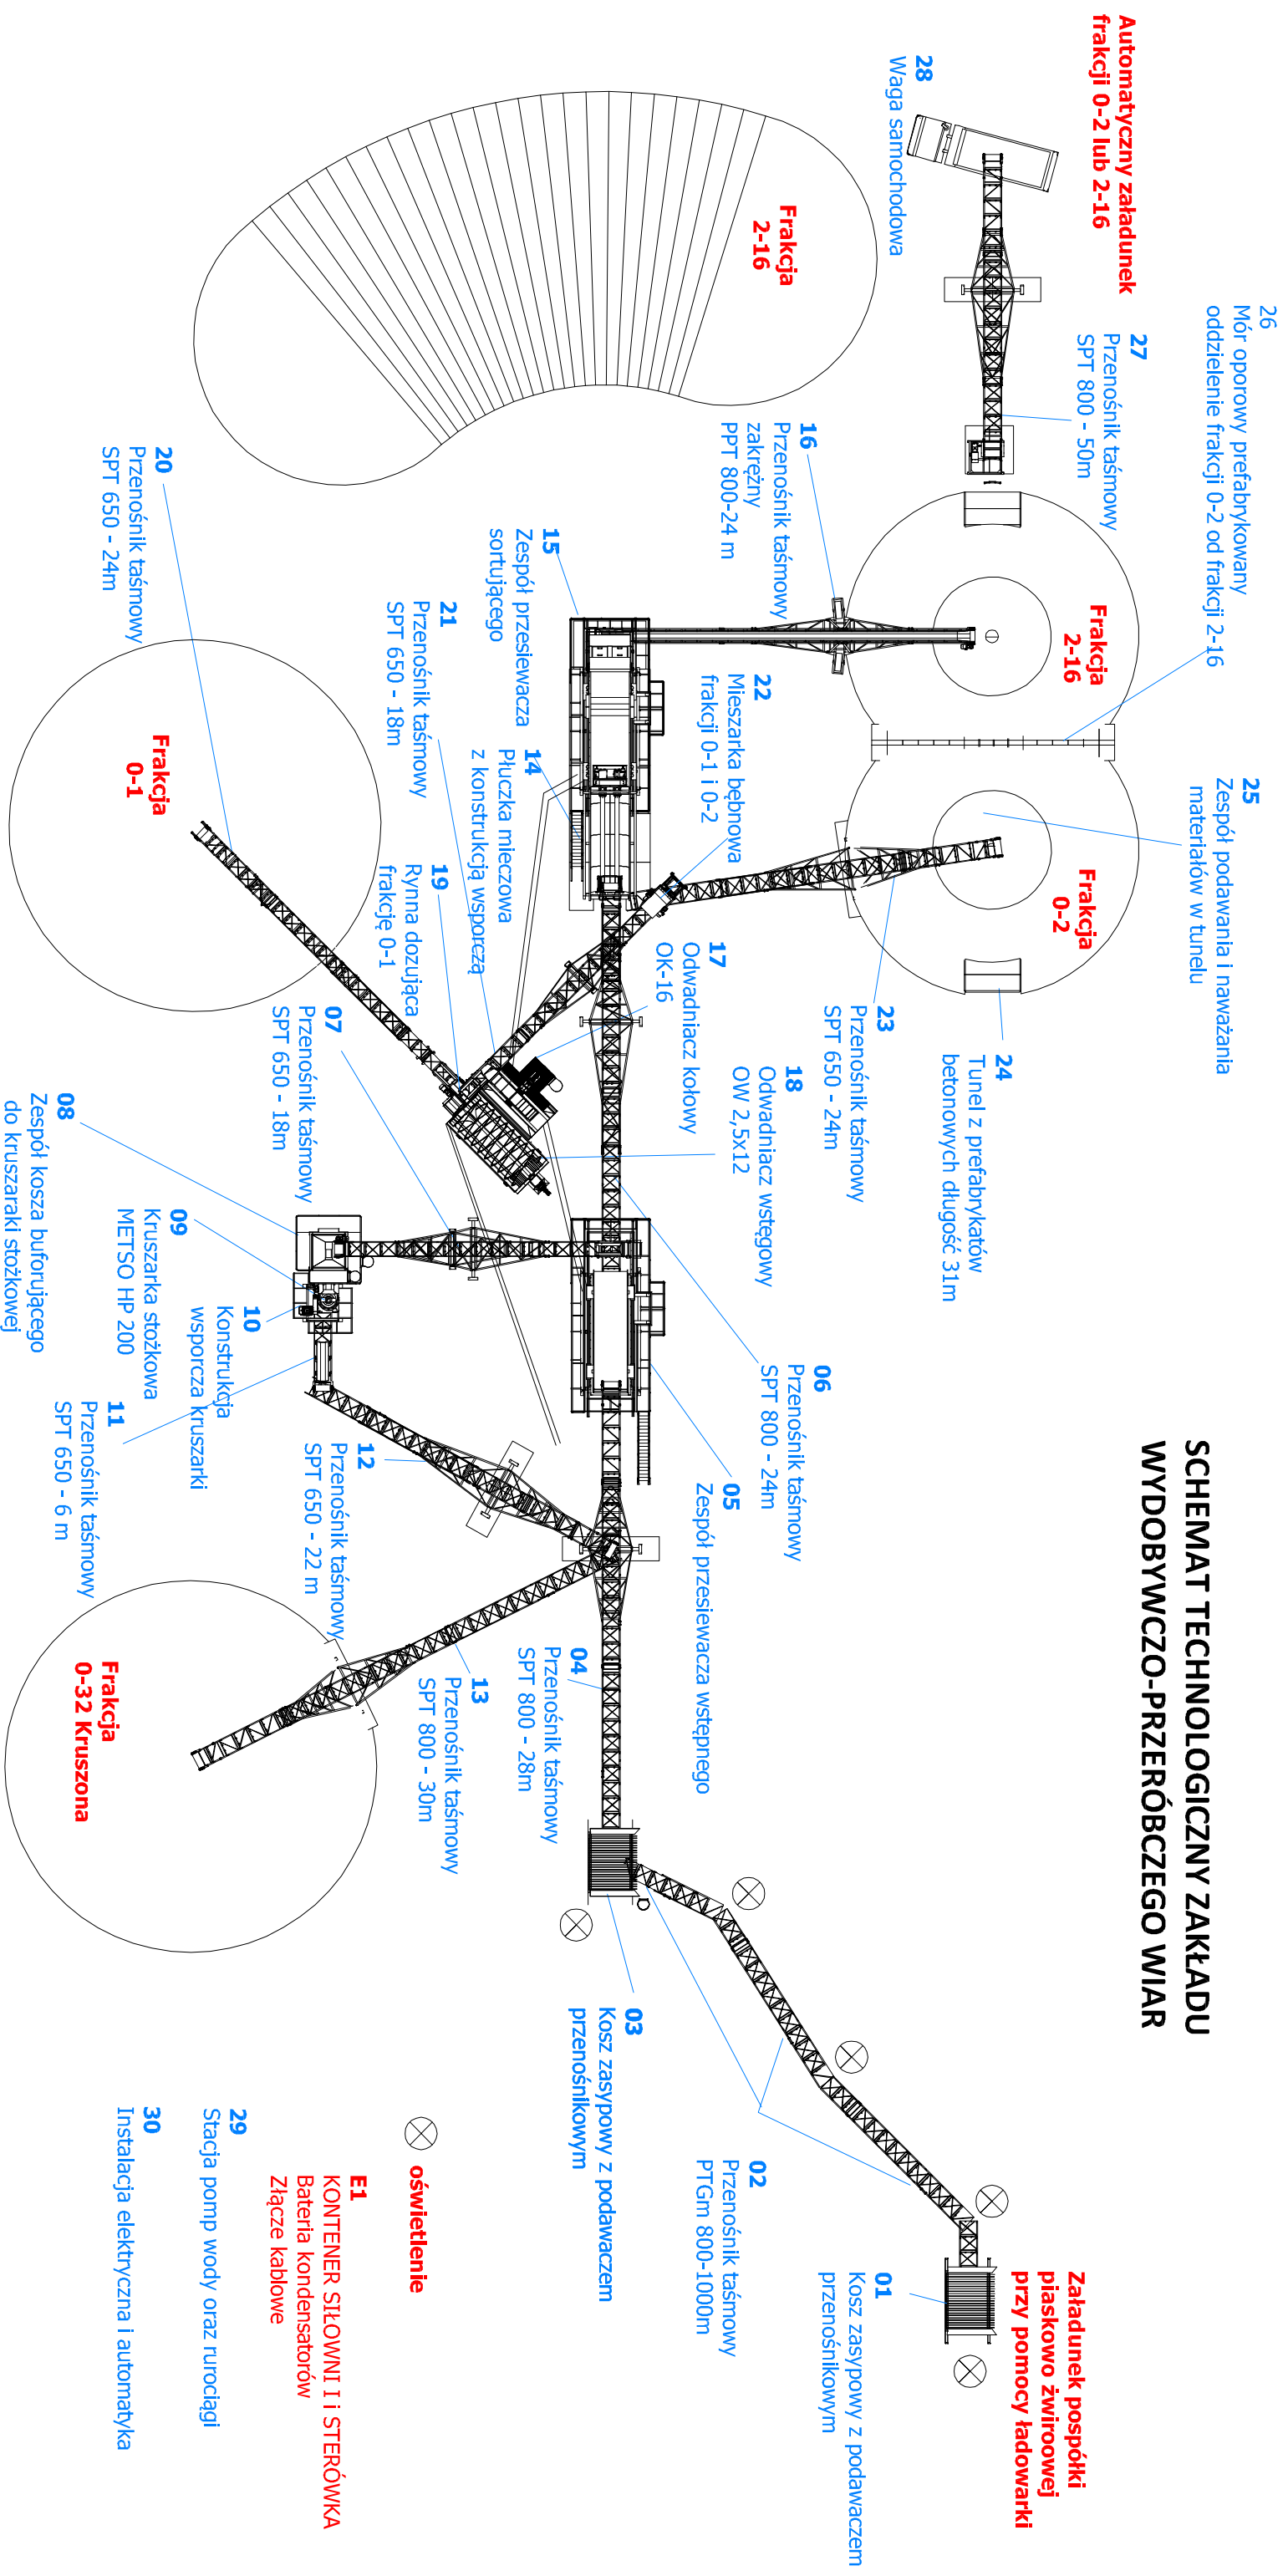 SCHEMAT TECHNOLOGICZNY ZAKŁADU
WYDOBYWCZO-PRZERÓBCZEGO WIAR
Automatyczny załadunek
frakcji 0-2 lub 2-16
28
Waga samochodowa
26
Mór oporowy prefabrykowany
oddzielenie frakcji 0-2 od frakcji 2-16
27
Przenośnik taśmowy
SPT 800 - 50m
Frakcja
2-16
16
Przenośnik taśmowy
zakrężny
PPT 800-24 m
Frakcja
2-16
25
Zespół podawania i naważania
materiałów w tunelu
Frakcja
0-2
24
Tunel z prefabrykatów
betonowych długość 31m
23
Przenośnik taśmowy
SPT 650 - 24m
22
Mieszarka bębnowa
frakcji 0-1 i 0-2
15
Zespół przesiewacza
sortującego
14
Płuczka mieczowa
z konstrukcją wsporczą
21
Przenośnik taśmowy
SPT 650 - 18m
20
Przenośnik taśmowy
SPT 650 - 24m
Frakcja
0-1
19
Rynna dozująca
frakcję 0-1
17
Odwadniacz kołowy
OK-16
18
Odwadniacz wstęgowy
OW 2,5x12
07
Przenośnik taśmowy
SPT 650 - 18m
08
Zespół kosza buforującego
do kruszaraki stożkowej
09
Kruszarka stożkowa
METSO HP 200
10
Konstrukcja
wsporcza kruszarki
11
Przenośnik taśmowy
SPT 650 - 6 m
12
Przenośnik taśmowy
SPT 650 - 22 m
06
Przenośnik taśmowy
SPT 800 - 24m
05
Zespół przesiewacza wstępnego
04
Przenośnik taśmowy
SPT 800 - 28m
13
Przenośnik taśmowy
SPT 800 - 30m
Frakcja
0-32 Kruszona
03
Kosz zasypowy z podawaczem
przenośnikowym
02
Przenośnik taśmowy
PTGm 800-1000m
01
Kosz zasypowy z podawaczem
przenośnikowym
Załadunek pospółki
piaskowo żwiroowej
przy pomocy ładowarki
oświetlenie
E1
KONTENER SIŁOWNI I i STERÓWKA
Bateria kondensatorów
Złącze kablowe
29
Stacja pomp wody oraz rurociągi
30
Instalacja elektryczna i automatyka